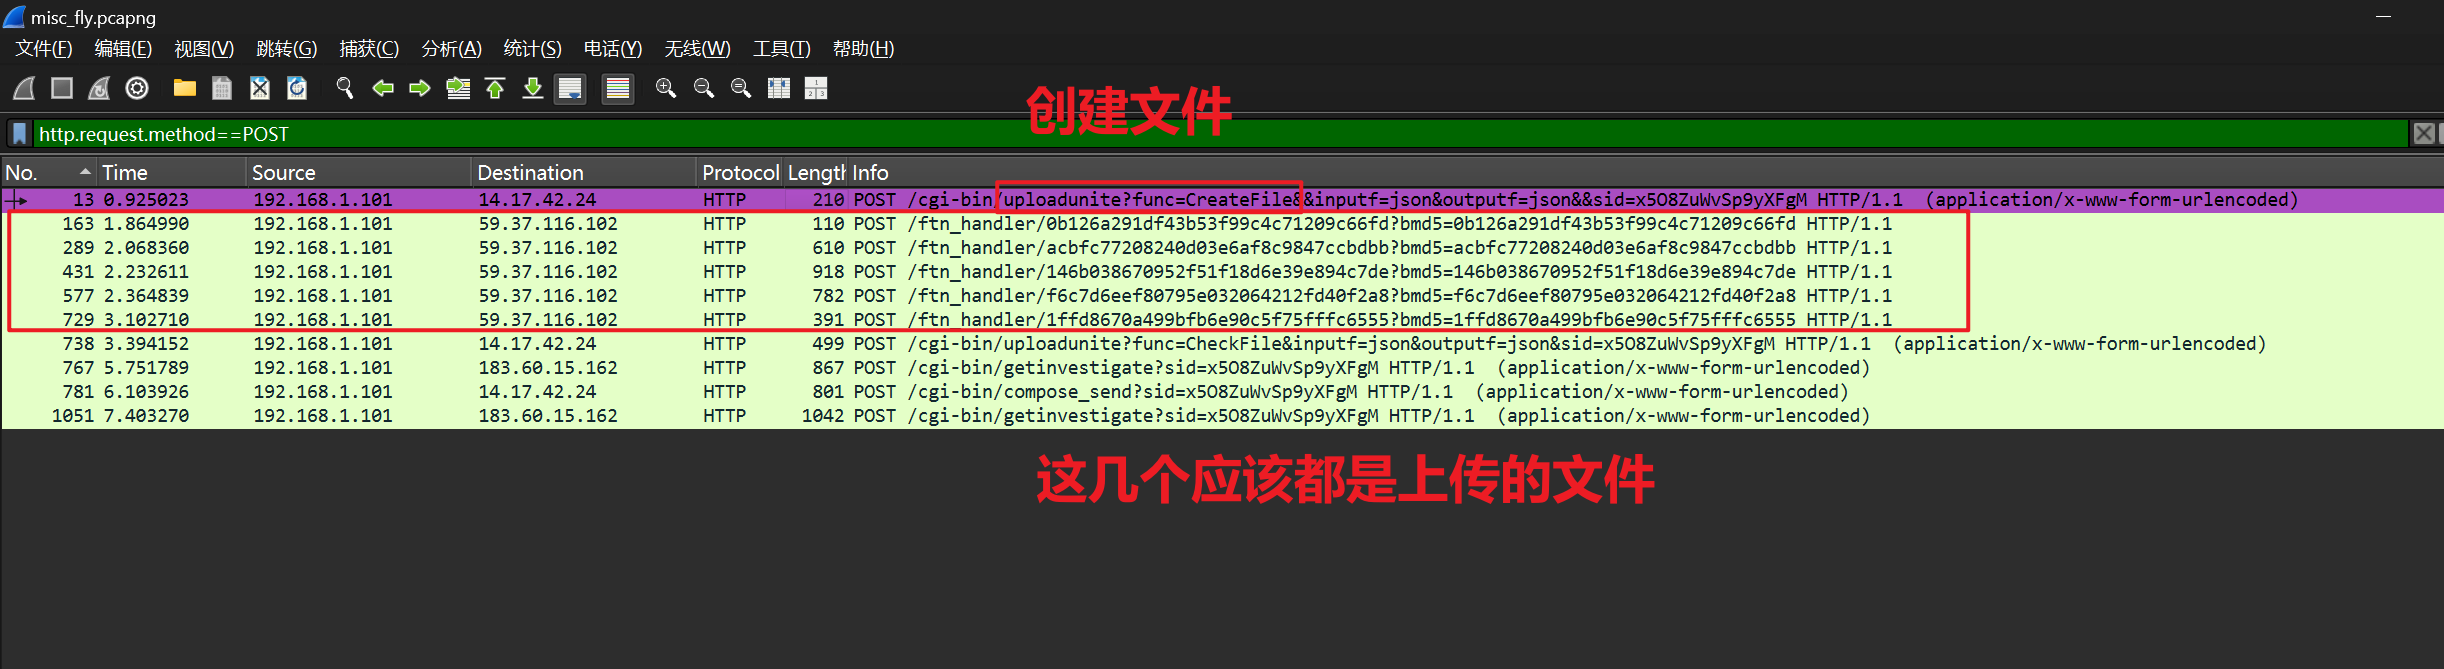 misc_fly.pcapng
文件(F) 编辑(E) 视图(V) 跳转(G) 捕获(C) 分析(A) 统计(S) 电话(Y) 无线(W) 工具(T) 帮助(H)
创建文件
http.request.method==POST
No. Time Source Destination Protocol Length Info
13 0.925023 192.168.1.101 14.17.42.24 HTTP 210 POST /cgi-bin/uploadunite?func=CreateFile&&inputf=json&outputf=json&&sid=x5O8ZuWvSp9yXFgM HTTP/1.1 (application/x-www-form-urlencoded)
163 1.864990 192.168.1.101 59.37.116.102 HTTP 110 POST /ftn_handler/0b126a291df43b53f99c4c71209c66fd?bmd5=0b126a291df43b53f99c4c71209c66fd HTTP/1.1
289 2.068360 192.168.1.101 59.37.116.102 HTTP 610 POST /ftn_handler/acbfc77208240d03e6af8c9847ccbdbb?bmd5=acbfc77208240d03e6af8c9847ccbdbb HTTP/1.1
431 2.232611 192.168.1.101 59.37.116.102 HTTP 918 POST /ftn_handler/146b038670952f51f18d6e39e894c7de?bmd5=146b038670952f51f18d6e39e894c7de HTTP/1.1
577 2.364839 192.168.1.101 59.37.116.102 HTTP 782 POST /ftn_handler/f6c7d6eef80795e032064212fd40f2a8?bmd5=f6c7d6eef80795e032064212fd40f2a8 HTTP/1.1
729 3.102710 192.168.1.101 59.37.116.102 HTTP 391 POST /ftn_handler/1ffd8670a499bfb6e90c5f75fffc6555?bmd5=1ffd8670a499bfb6e90c5f75fffc6555 HTTP/1.1
738 3.394152 192.168.1.101 14.17.42.24 HTTP 499 POST /cgi-bin/uploadunite?func=CheckFile&inputf=json&outputf=json&sid=x5O8ZuWvSp9yXFgM HTTP/1.1 (application/x-www-form-urlencoded)
767 5.751789 192.168.1.101 183.60.15.162 HTTP 867 POST /cgi-bin/getinvestigate?sid=x5O8ZuWvSp9yXFgM HTTP/1.1 (application/x-www-form-urlencoded)
781 6.103926 192.168.1.101 14.17.42.24 HTTP 801 POST /cgi-bin/compose_send?sid=x5O8ZuWvSp9yXFgM HTTP/1.1 (application/x-www-form-urlencoded)
1051 7.403270 192.168.1.101 183.60.15.162 HTTP 1042 POST /cgi-bin/getinvestigate?sid=x5O8ZuWvSp9yXFgM HTTP/1.1 (application/x-www-form-urlencoded)
这几个应该都是上传的文件